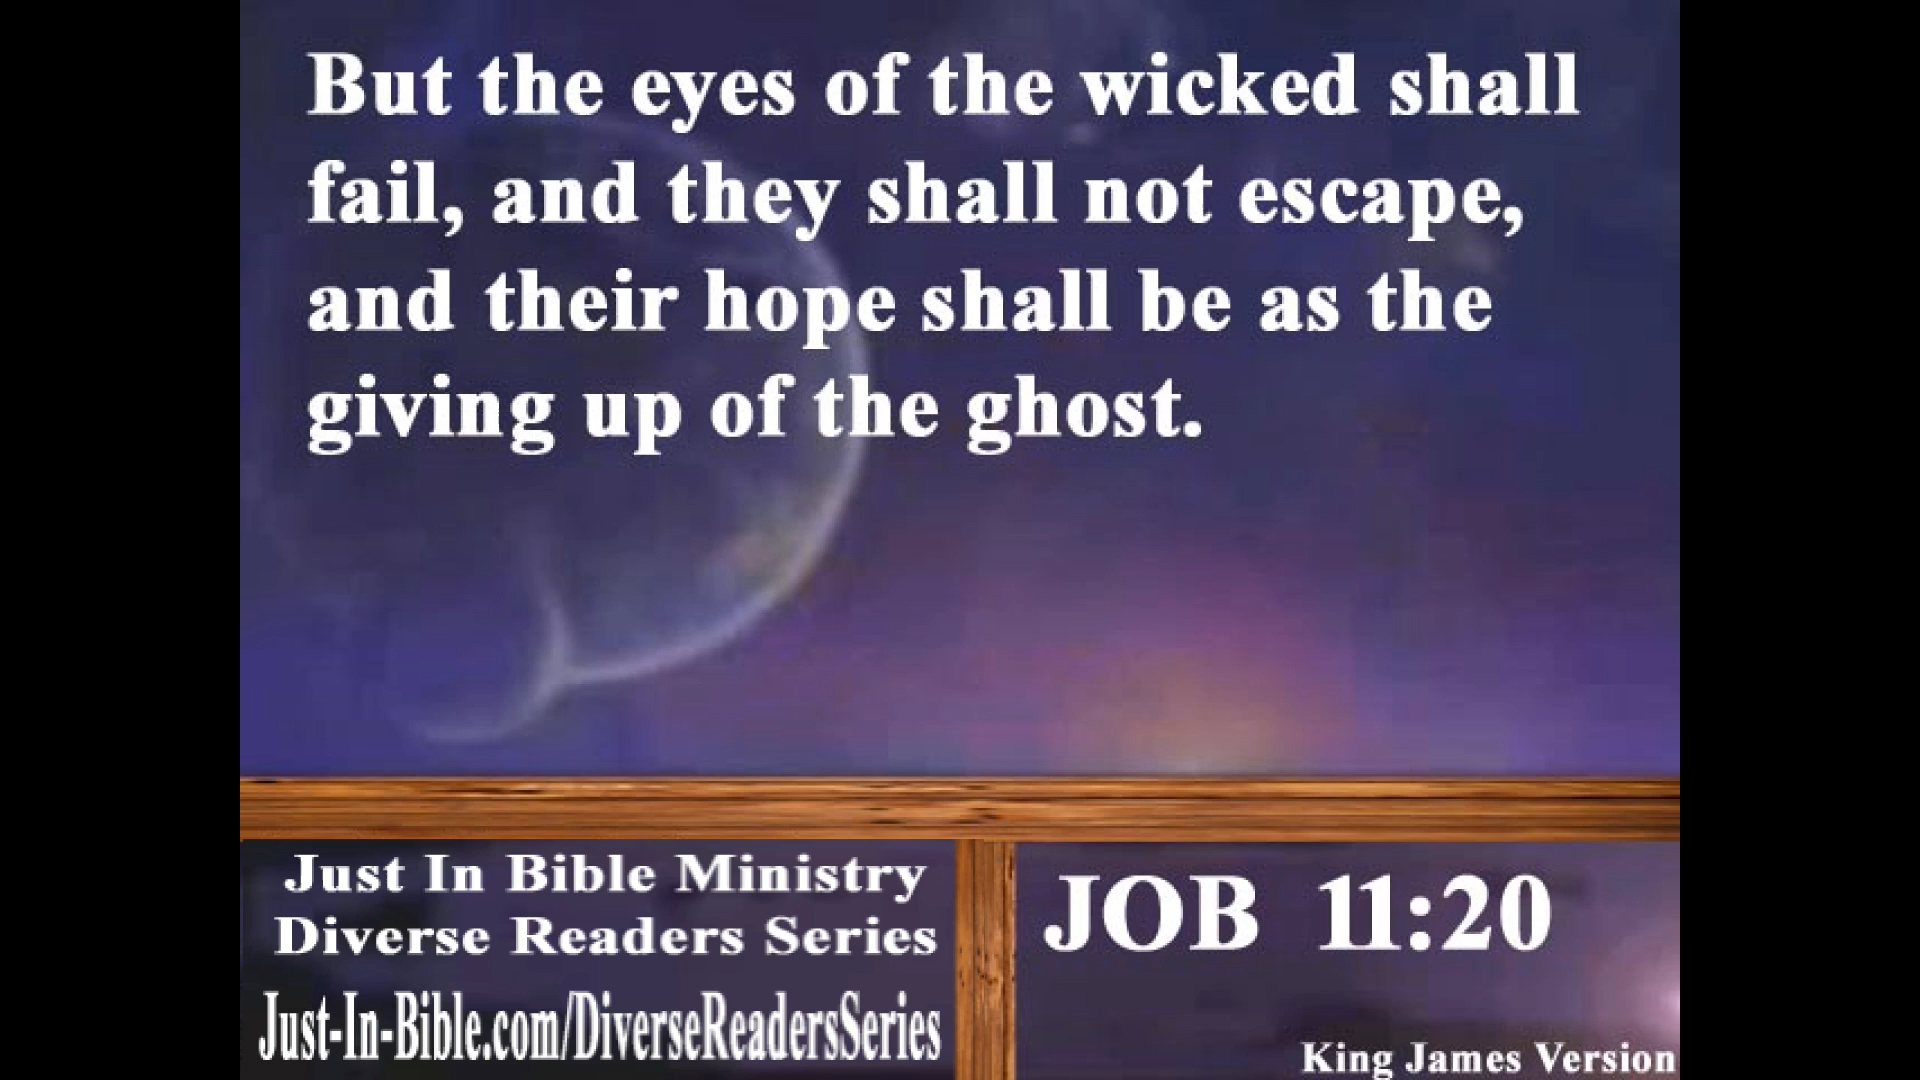 But the eyes of the wicked shall
fail, and they shall not escape,
and their hope shall be as the
giving up of the ghost.
Just In Bible Ministry
Diverse Readers Series
Just-In-Bible.com/DiverseReadersSeries
JOB 11:20
King James Version